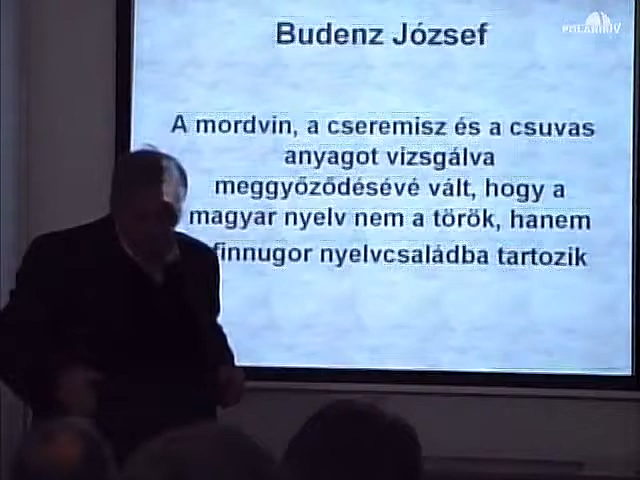 POLARISTV
Budenz József
A mordvin, a cseremisz és a csuvas
anyagot vizsgálva
meggyőződésévé vált, hogy a
magyar nyelv nem a török, hanem
finnugor nyelvcsaládba tartozik